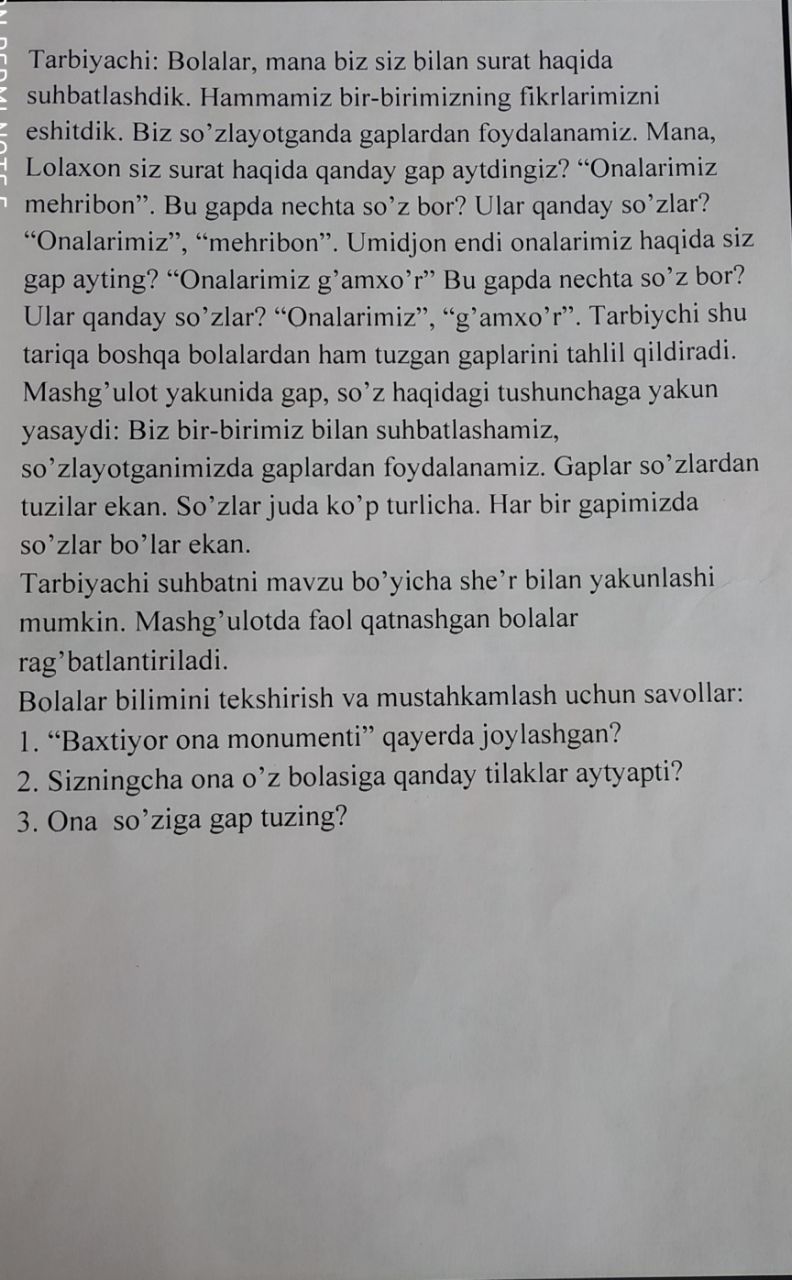 Tarbiyachi: Bolalar, mana biz siz bilan surat haqida
suhbatlashdik. Hammamiz bir-birimizning fikrlarimizni
eshitdik. Biz so’zlayotganda gaplardan foydalanamiz. Mana,
Lolaxon siz surat haqida qanday gap aytdingiz? “Onalarimiz
mehribon”. Bu gapda nechta so’z bor? Ular qanday so’zlar?
“Onalarimiz”, “mehribon”. Umidjon endi onalarimiz haqida siz
gap ayting? “Onalarimiz g’amxo’r” Bu gapda nechta so’z bor?
Ular qanday so’zlar? “Onalarimiz”, “g’amxo’r”. Tarbiychi shu
tariqa boshqa bolalardan ham tuzgan gaplarini tahlil qildiradi.
Mashg’ulot yakunida gap, so’z haqidagi tushunchaga yakun
yasaydi: Biz bir-birimiz bilan suhbatlashamiz,
so’zlayotganimizda gaplardan foydalanamiz. Gaplar so’zlardan
tuzilar ekan. So’zlar juda ko’p turlicha. Har bir gapimizda
so’zlar bo’lar ekan.
Tarbiyachi suhbatni mavzu bo’yicha she’r bilan yakunlashi
mumkin. Mashg’ulotda faol qatnashgan bolalar
rag’batlantiriladi.
Bolalar bilimini tekshirish va mustahkamlash uchun savollar:
1. “Baxtiyor ona monumenti” qayerda joylashgan?
2. Sizningcha ona o’z bolasiga qanday tilaklar aytyapti?
3. Ona so’ziga gap tuzing?